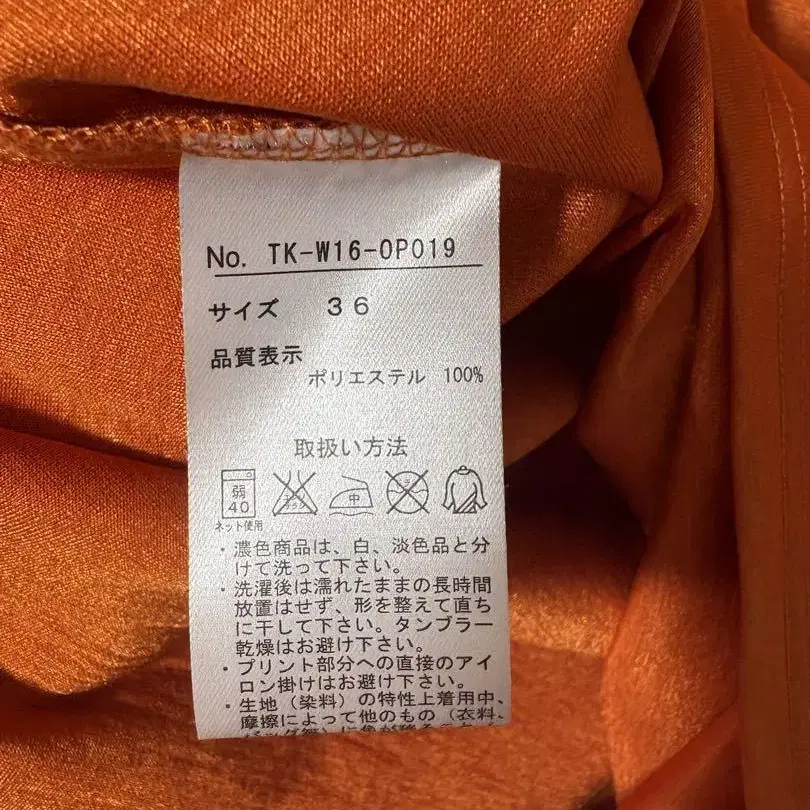 No. TK-W16-OP019
サイズ 36
品質表示
ポリエステル 100%
取扱い方法
弱
40
中
ネット使用
・濃色商品は、白、淡色品と分
けて洗って下さい。
・洗濯後は濡れたままの長時間
放置はせず、形を整えて直ち
に干して下さい。タンブラー
乾燥はお避け下さい。
・プリント部分への直接のアイ
ロン掛けはお避け下さい。
・生地（染料）の特性上着用中、
摩擦によって他のもの（衣料、